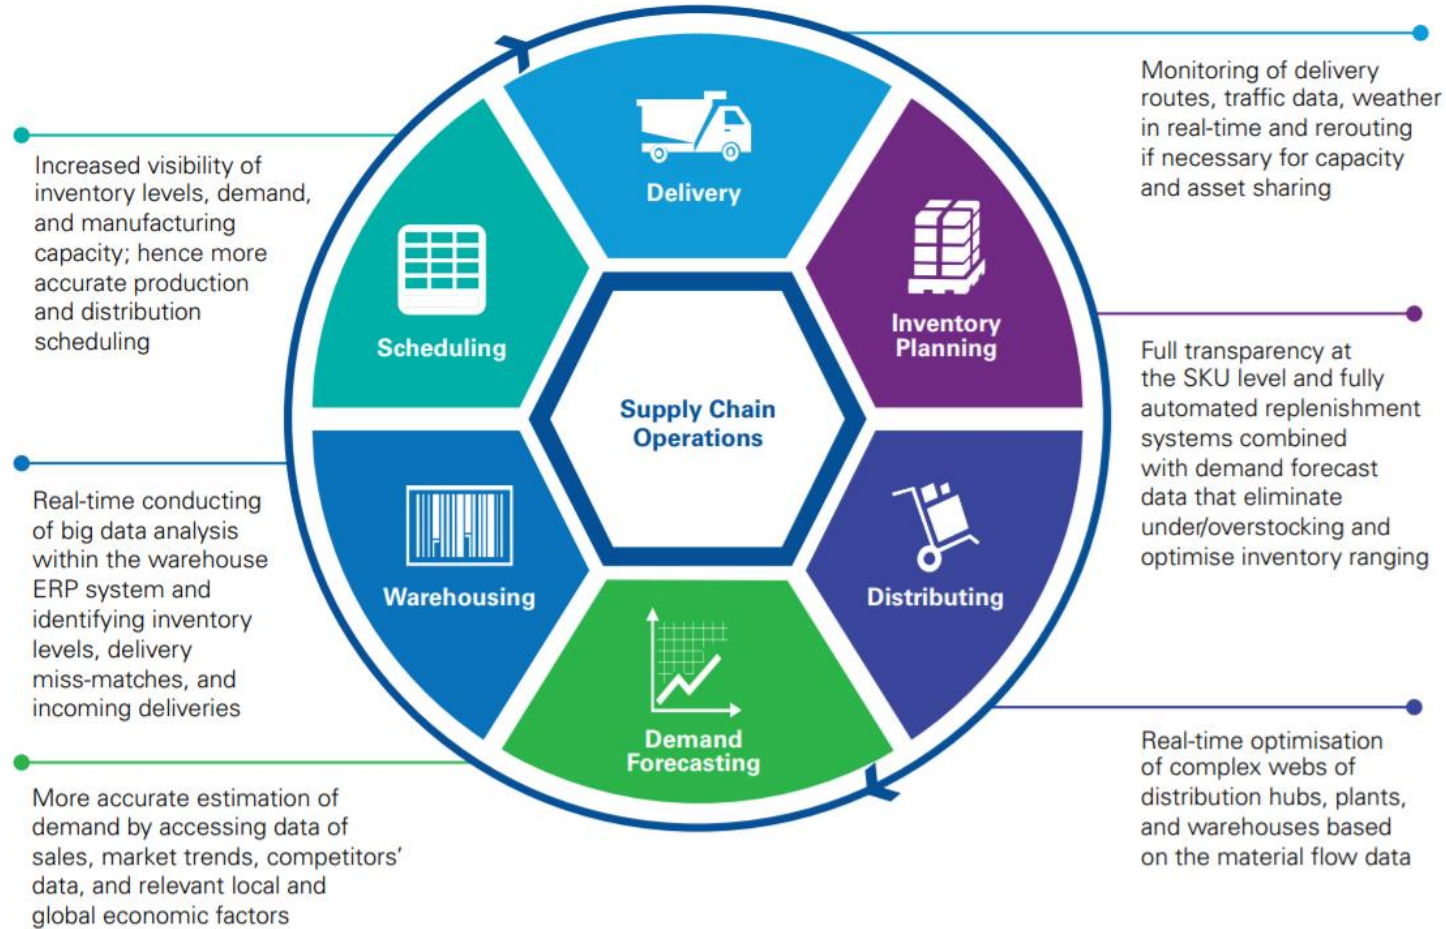 Delivery
Monitoring of delivery
routes, traffic data, weather
in real-time and rerouting
if necessary for capacity
and asset sharing
Inventory
Planning
Full transparency at
the SKU level and fully
automated replenishment
systems combined
with demand forecast
data that eliminate
under/overstocking and
optimise inventory ranging
Distributing
Real-time optimisation
of complex webs of
distribution hubs, plants,
and warehouses based
on the material flow data
Demand
Forecasting
More accurate estimation of
demand by accessing data of
sales, market trends, competitors’
data, and relevant local and
global economic factors
Warehousing
Real-time conducting
of big data analysis
within the warehouse
ERP system and
identifying inventory
levels, delivery
miss-matches, and
incoming deliveries
Scheduling
Increased visibility of
inventory levels, demand,
and manufacturing
capacity; hence more
accurate production
and distribution
scheduling
Supply Chain
Operations